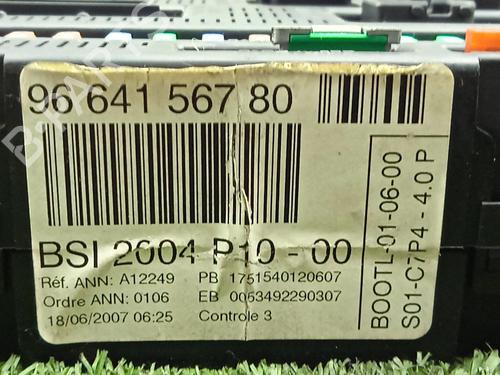 96 641 567 80
BSI 2004 P10 - 00
Réf. ANN: A12249 PB 1751540120607
Ordre ANN: 0106 EB 0063492290307
18/06/2007 06:25 Controle 3
BOOTL-01-06-00
S01-C7P4 - 4.0 P
B-PARTS